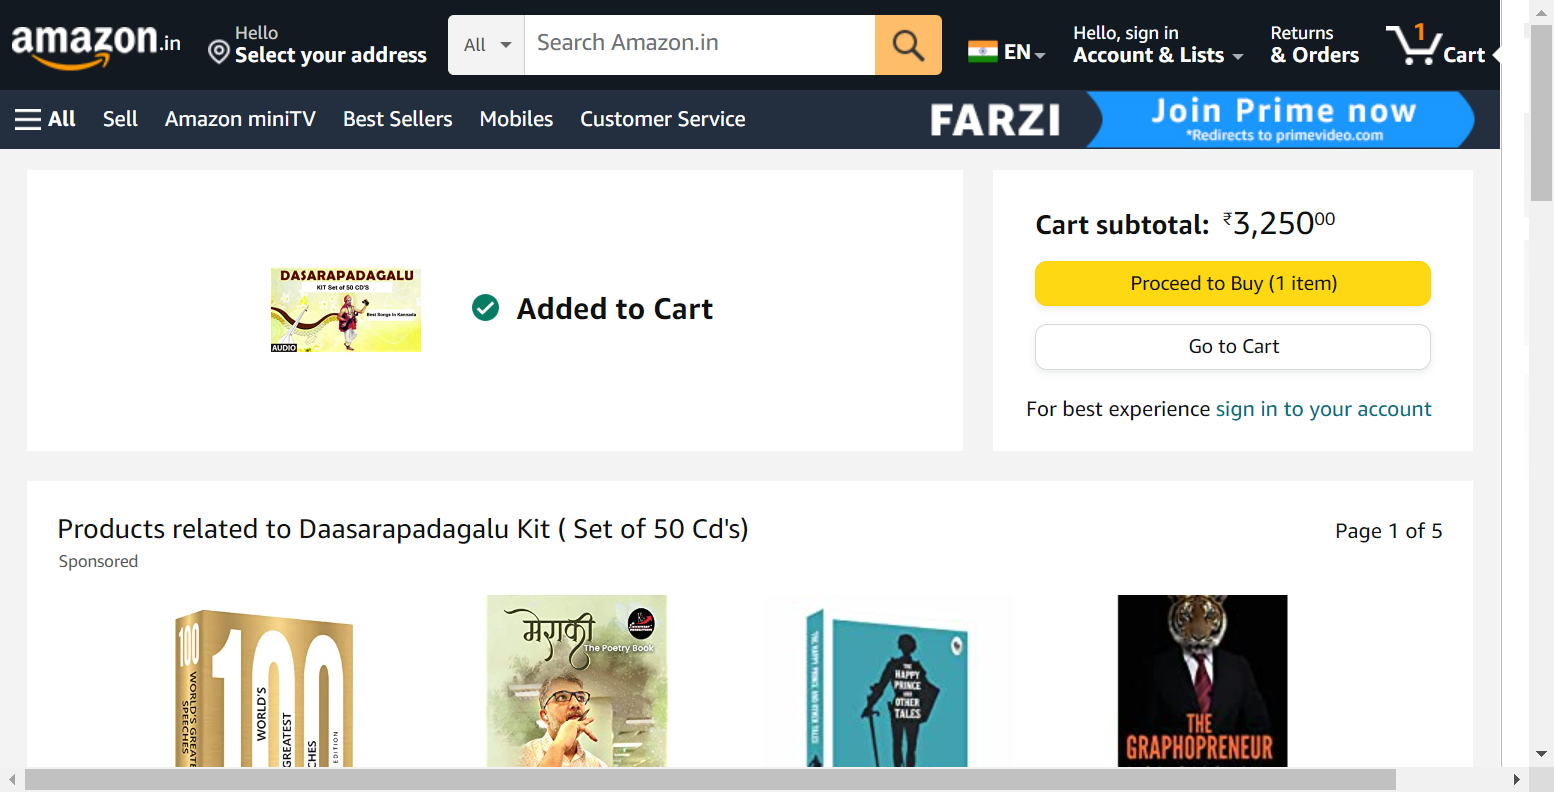 amazon.in
Hello
Select your address
All
Search Amazon.in
EN
Hello, sign in
Account & Lists
Returns
& Orders
1
Cart
All
Sell
Amazon miniTV
Best Sellers
Mobiles
Customer Service
FARZI
Join Prime now
*Redirects to primevideo.com
DASARAPADAGALU
KIT Set of 50 CD'S
Best Songs In Kannada
AUDIO
Added to Cart
Cart subtotal: ₹3,25000
Proceed to Buy (1 item)
Go to Cart
For best experience sign in to your account
Products related to Daasarapadagalu Kit ( Set of 50 Cd's)
Page 1 of 5
Sponsored
100
WORLD'S GREATE
SPEECHES
100
WORLD'S
GREATEST
CHES
EDITION
मेराकी
The Poetry Book
THE HAPPY PRINCE AND OTHER TALES
THE
HAPPY
PRINCE
AND
OTHER
TALES
THE
GRAPHOPRENEUR